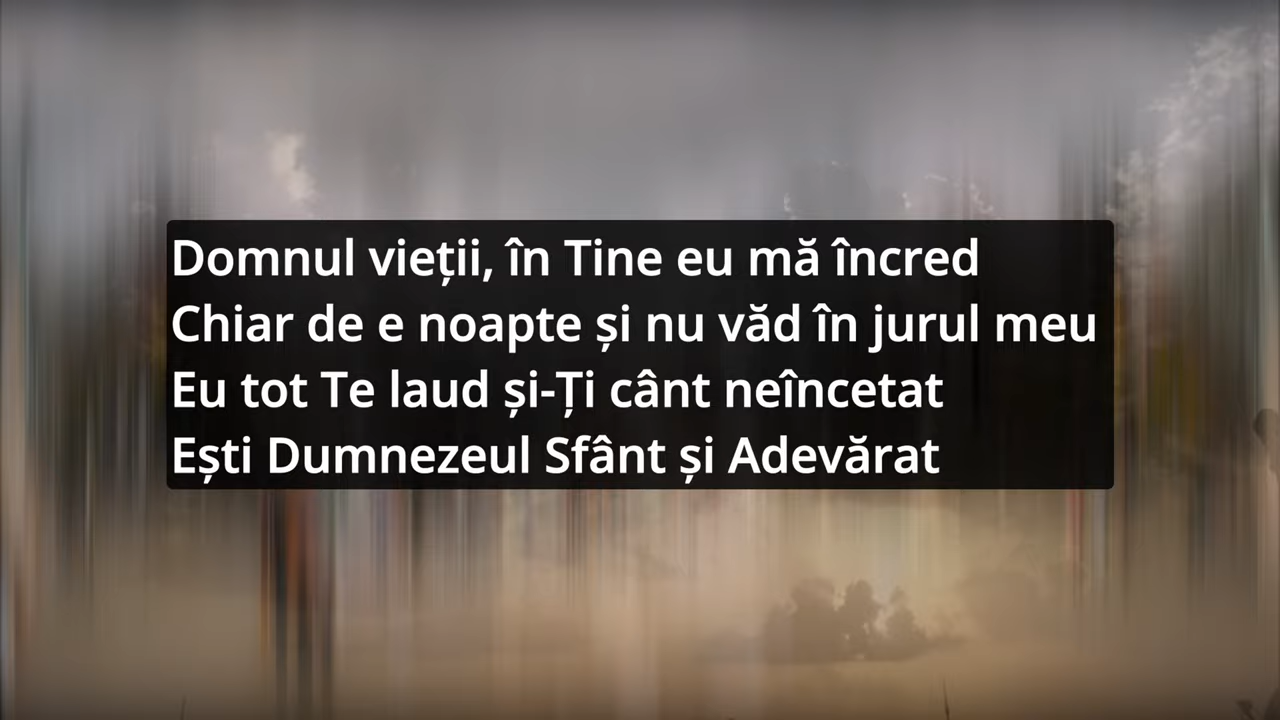 Domnul vieții, în Tine eu mă încred
Chiar de e noapte și nu văd în jurul meu
Eu tot Te laud și-Ți cânt neîncetat
Ești Dumnezeul Sfânt și Adevărat